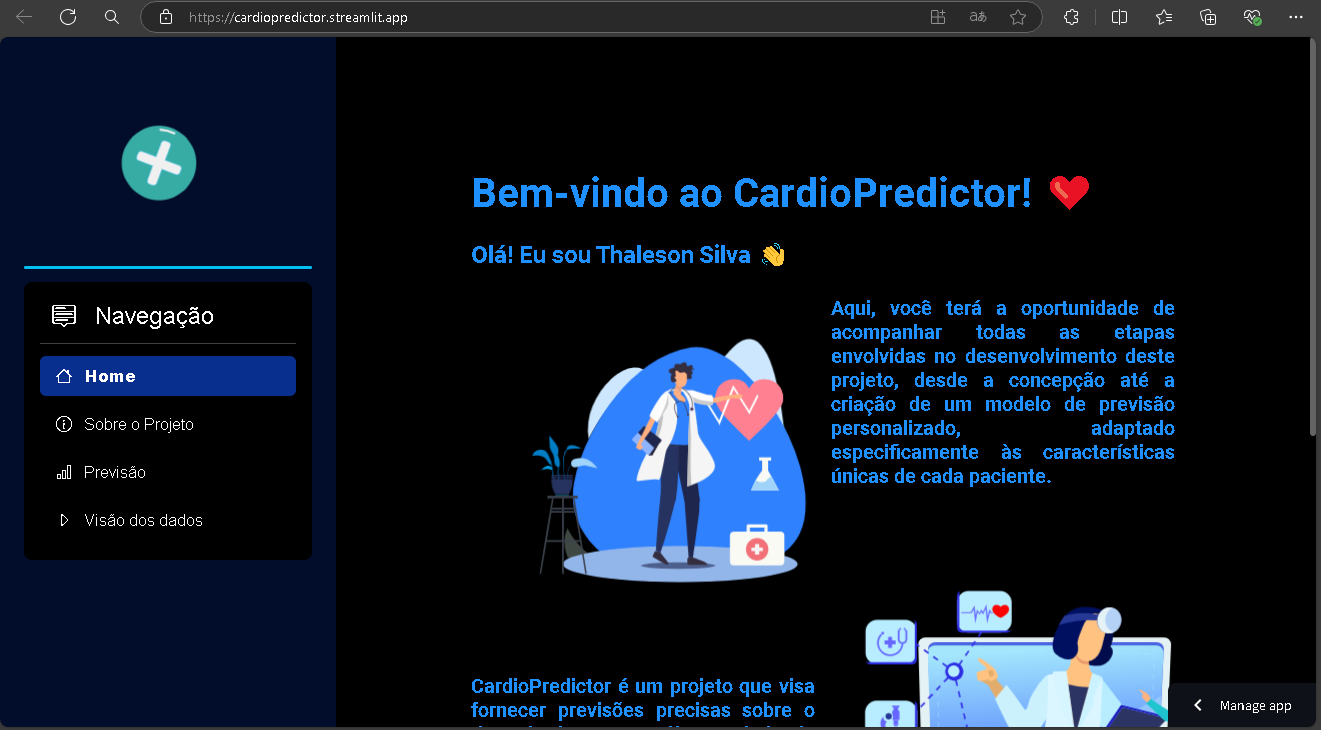 https://cardiopredictor.streamlit.app
aあ
Navegação
Home
Sobre o Projeto
Previsão
Visão dos dados
Bem-vindo ao CardioPredictor! ❤️
Olá! Eu sou Thaleson Silva 👋
Aqui, você terá a oportunidade de
acompanhar todas as etapas
envolvidas no desenvolvimento deste
projeto, desde a concepção até a
criação de um modelo de previsão
personalizado, adaptado
especificamente às características
únicas de cada paciente.
CardioPredictor é um projeto que visa
fornecer previsões precisas sobre o
Manage app